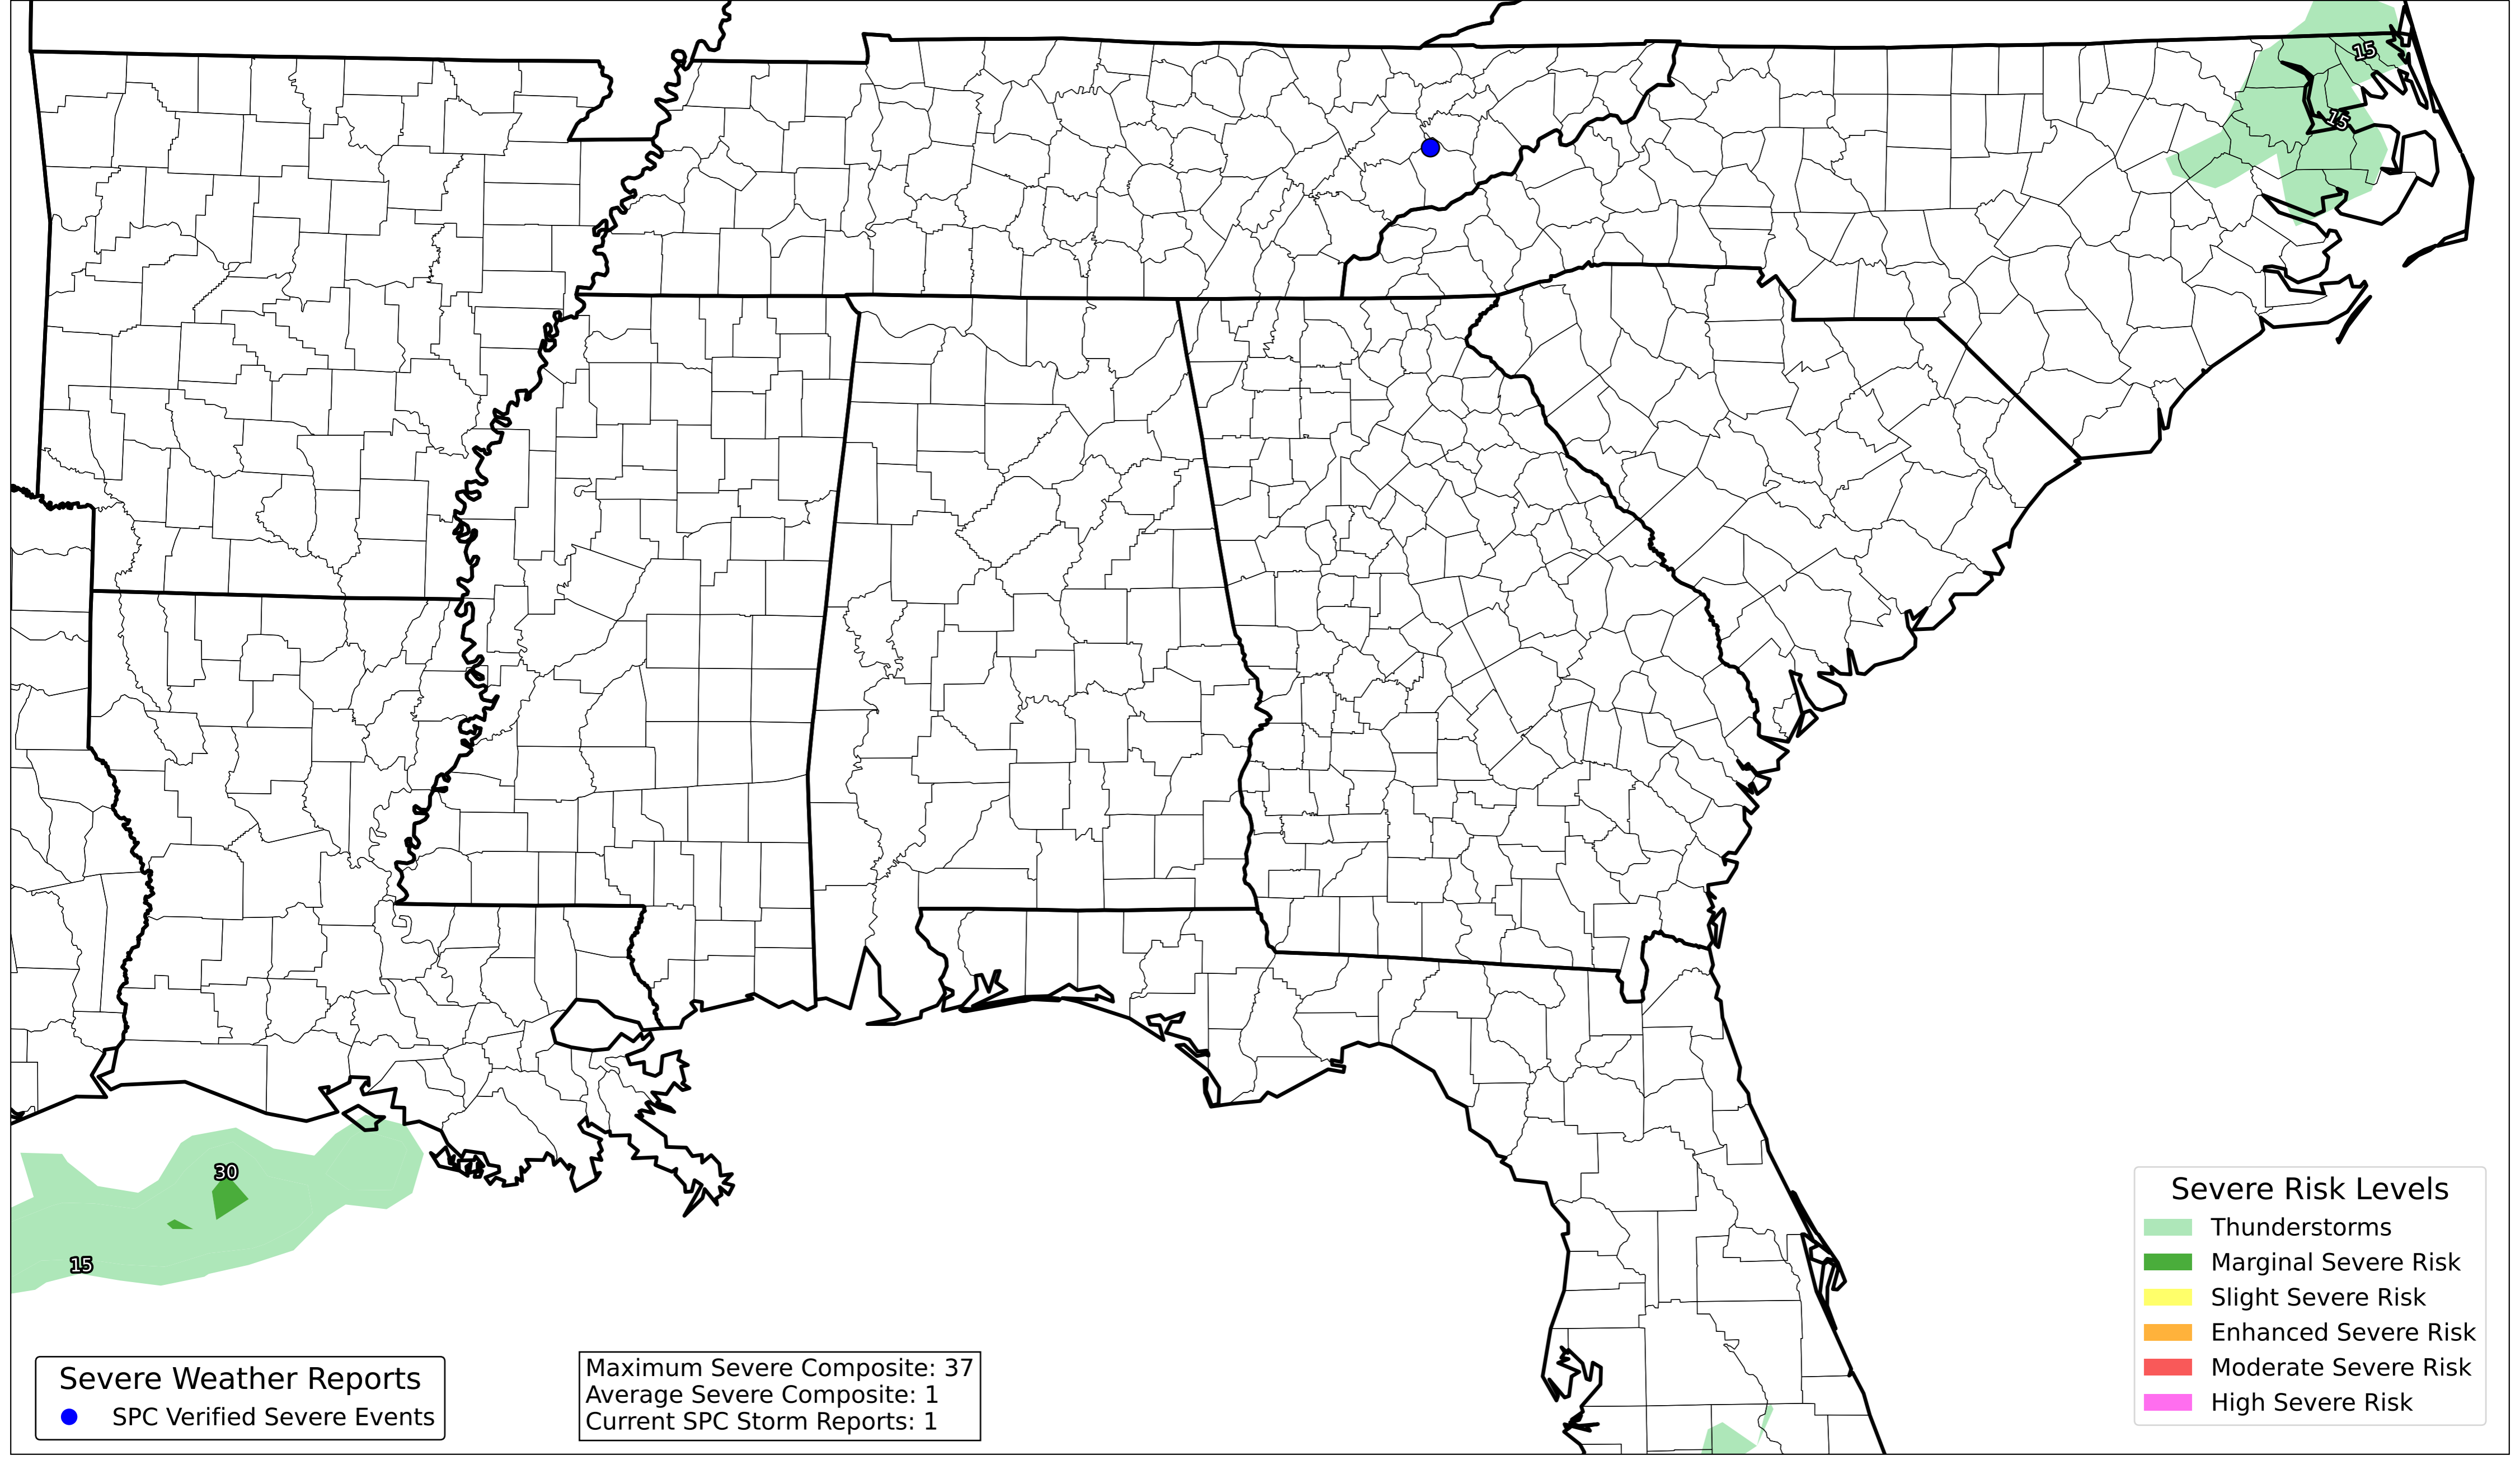 15
15
30
15
Severe Risk Levels
Thunderstorms
Marginal Severe Risk
Slight Severe Risk
Enhanced Severe Risk
Moderate Severe Risk
High Severe Risk
Severe Weather Reports
SPC Verified Severe Events
Maximum Severe Composite: 37
Average Severe Composite: 1
Current SPC Storm Reports: 1